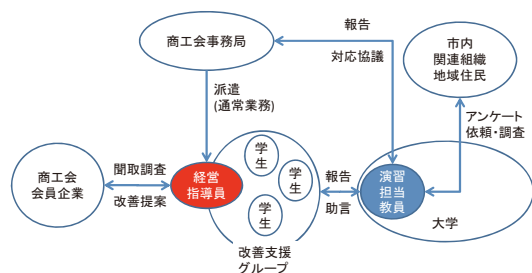 商工会事務局
報告
対応協議
市内
関連組織
地域住民
派遣
(通常業務)
アンケート
依頼・調査
商工会
会員企業
聞取調査
改善提案
経営
指導員
学
生
学
生
学
生
報告
助言
演習
担当
教員
大学
改善支援
グループ